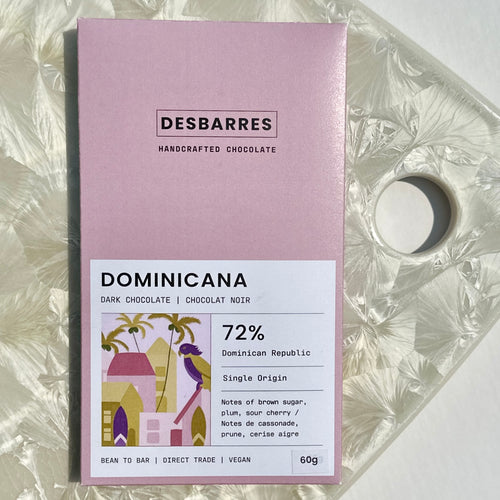 DESBARRES
HANDCRAFTED CHOCOLATE
DOMINICANA
DARK CHOCOLATE | CHOCOLAT NOIR
72%
Dominican Republic
Single Origin
Notes of brown sugar,
plum, sour cherry /
Notes de cassonade,
prune, cerise aigre
BEAN TO BAR | DIRECT TRADE | VEGAN
60g